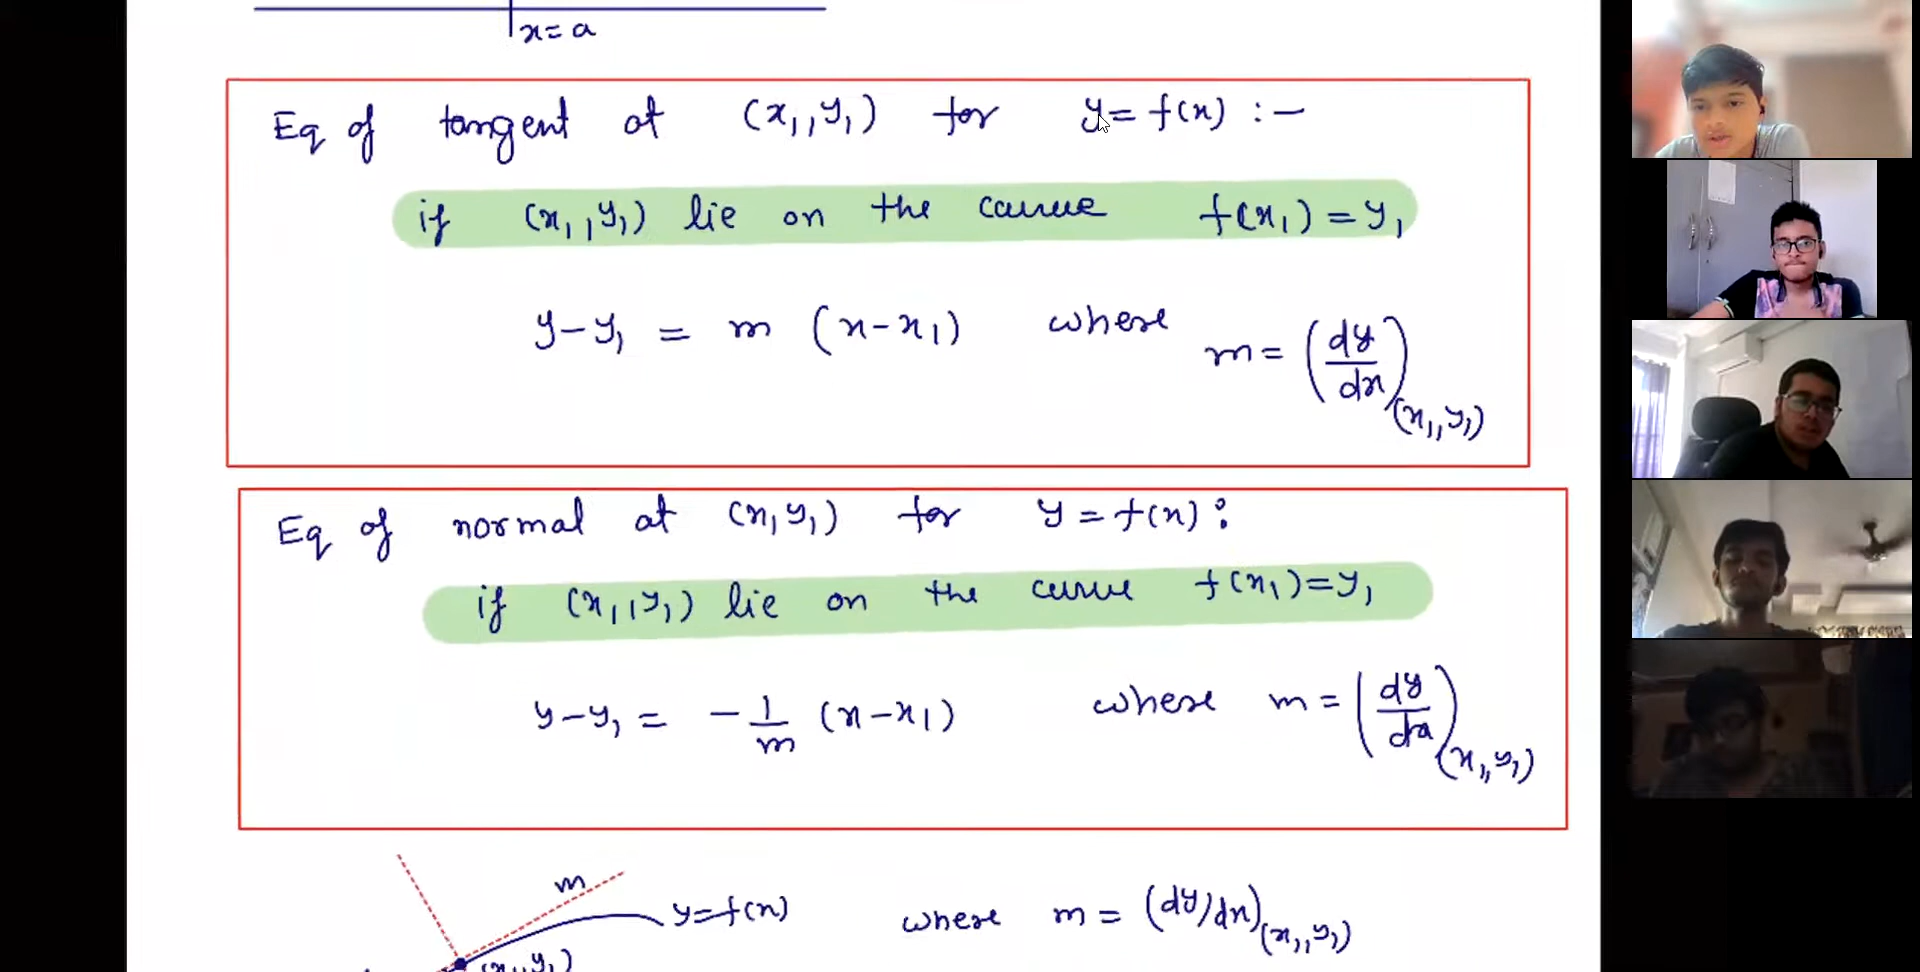 x = a
Eq of tangent at (x₁, y₁) for y = f(x) : –
if (x₁, y₁) lie on the curve f(x₁) = y₁
y – y₁ = m (x – x₁) where m = (dy/dx)(x₁, y₁)
Eq of normal at (x₁ y₁) for y = f(x) :
if (x₁, y₁) lie on the curve f(x₁) = y₁
y – y₁ = – 1/m (x – x₁) where m = (dy/dx)(x₁, y₁)
m
y = f(x) where m = (dy/dx)(x₁, y₁)
(x₁, y₁)